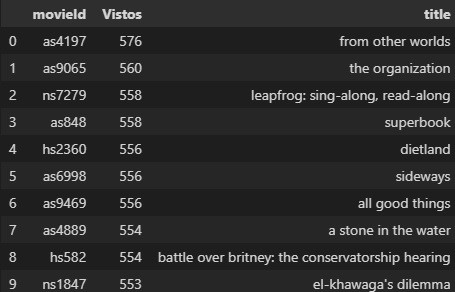 movieId Vistos title
0 as4197 576 from other worlds
1 as9065 560 the organization
2 ns7279 558 leapfrog: sing-along, read-along
3 as848 558 superbook
4 hs2360 556 dietland
5 as6998 556 sideways
6 as9469 556 all good things
7 as4889 554 a stone in the water
8 hs582 554 battle over britney: the conservatorship hearing
9 ns1847 553 el-khawaga's dilemma